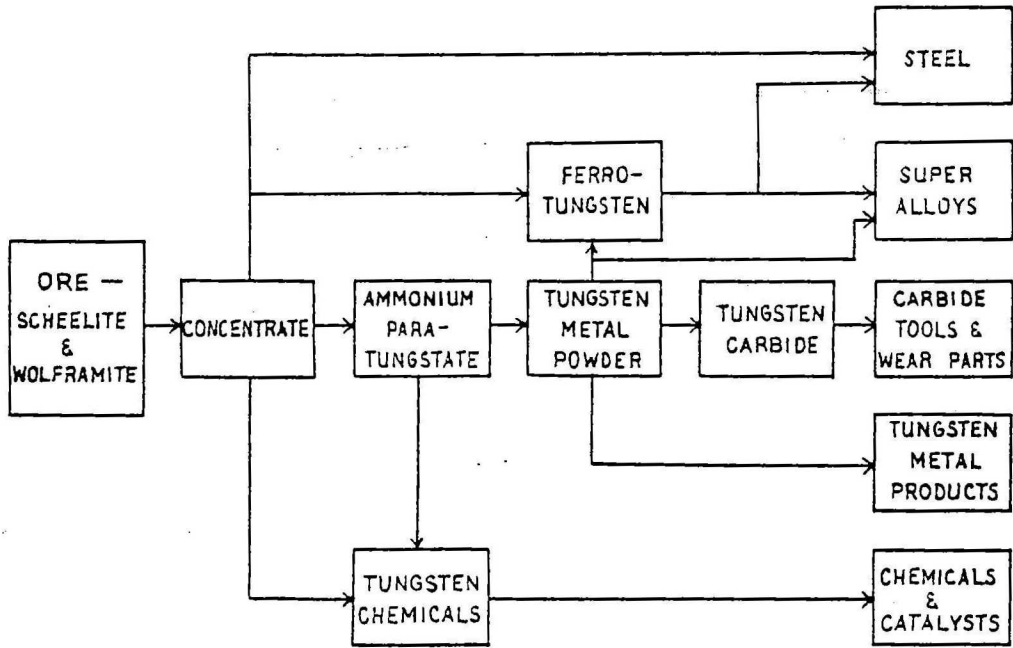 STEEL
FERRO-
TUNGSTEN
SUPER
ALLOYS
ORE —
SCHEELITE
&
WOLFRAMITE
CONCENTRATE
AMMONIUM
PARA-
TUNGSTATE
TUNGSTEN
METAL
POWDER
TUNGSTEN
CARBIDE
CARBIDE
TOOLS &
WEAR PARTS
TUNGSTEN
METAL
PRODUCTS
TUNGSTEN
CHEMICALS
CHEMICALS
&
CATALYSTS